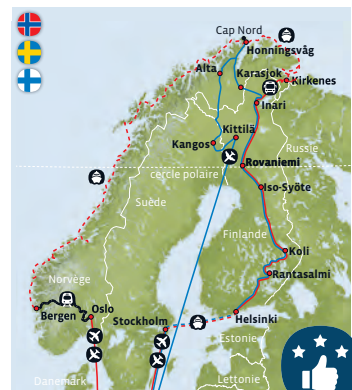 Cap Nord
Honningsvåg
Alta
Karasjok
Kirkenes
Inari
Kangos
Kittilä
Rovaniemi
cercle polaire
Russie
Suède
Iso-Syöte
Finlande
Koli
Rantasalmi
Norvège
Bergen
Oslo
Stockholm
Helsinki
Estonie
Danemark
Lettonie